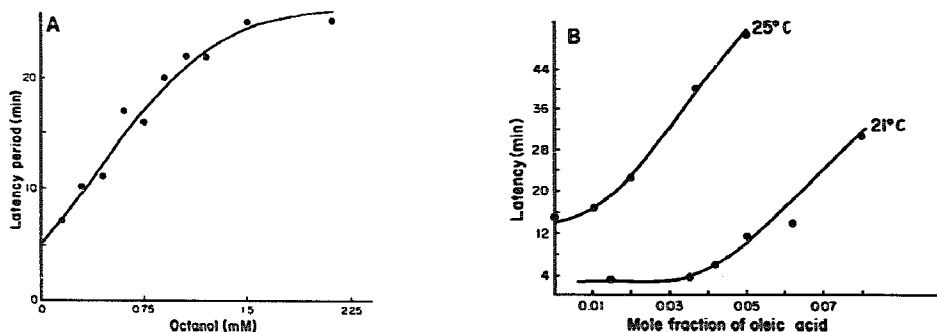 A
Latency period (min)
20
10
0
0
0.75
1.5
2.25
Octanol (mM)
B
25°C
21°C
Latency (min)
44
36
28
20
12
4
0.01
0.03
0.05
0.07
Mole fraction of oleic acid